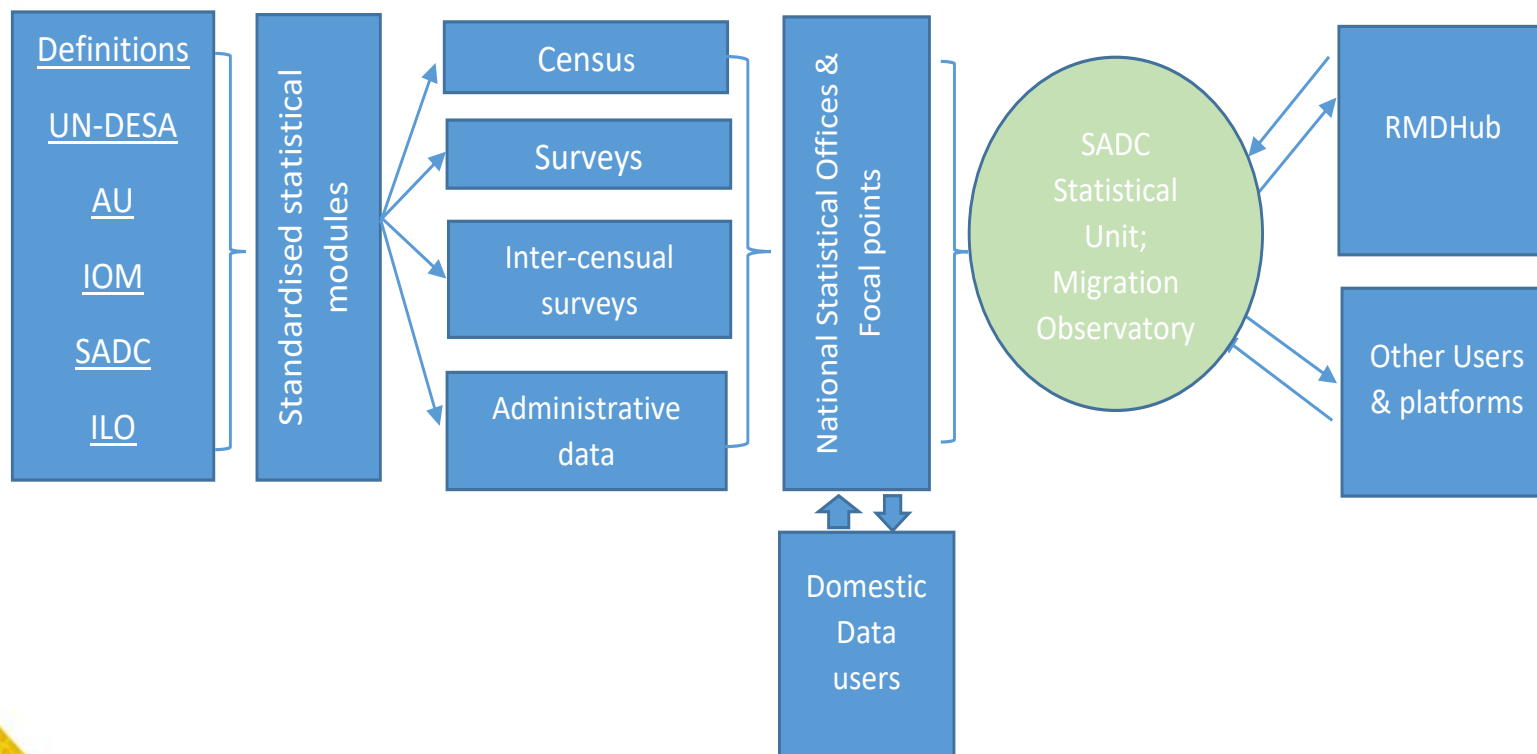 Definitions
UN-DESA
AU
IOM
SADC
ILO
Standardised statistical
modules
Census
Surveys
Inter-censual
surveys
Administrative
data
National Statistical Offices &
Focal points
Domestic
Data
users
SADC
Statistical
Unit;
Migration
Observatory
RMDHub
Other Users
& platforms